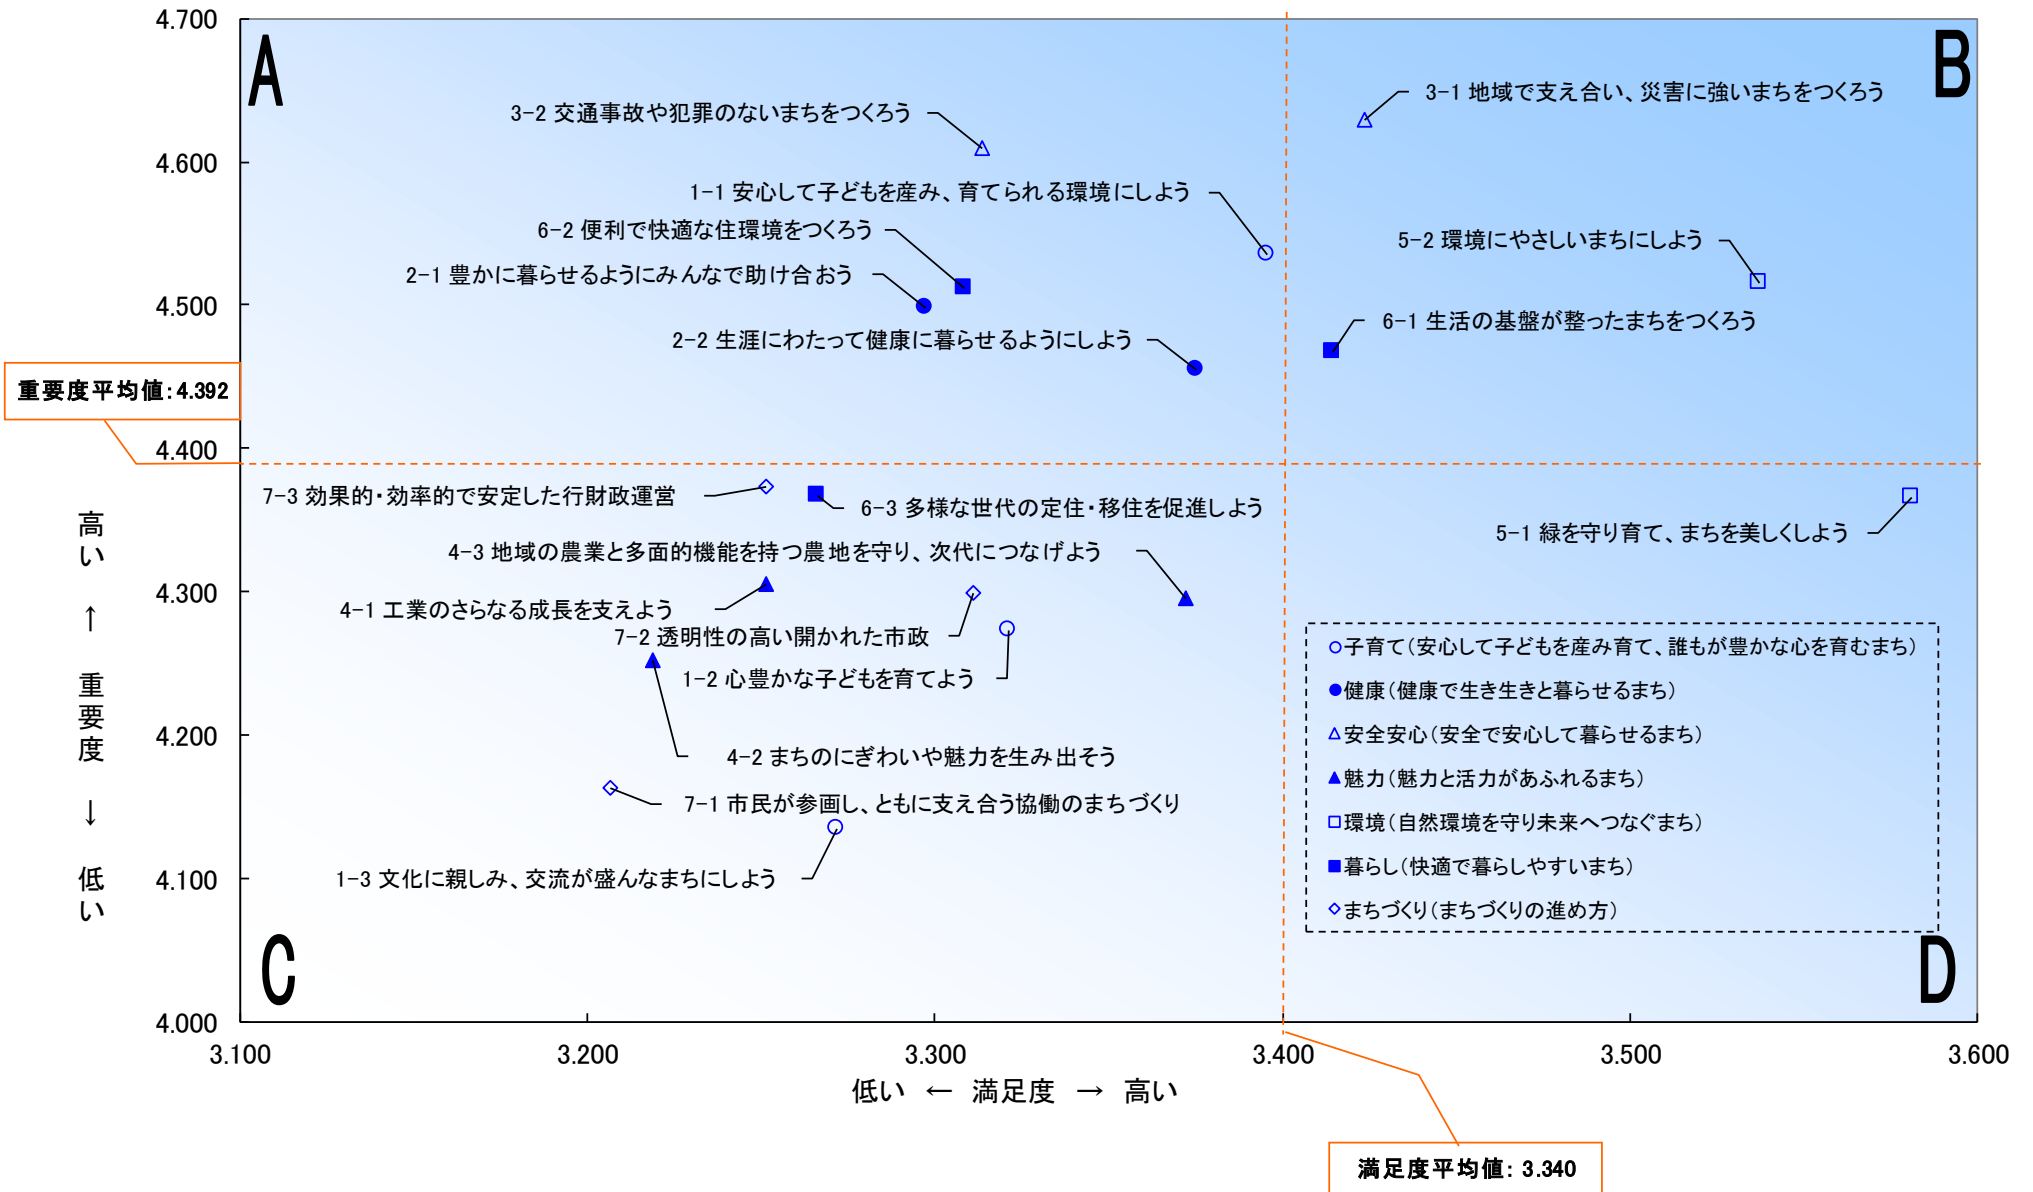 4.700
A
B
3-1 地域で支え合い、災害に強いまちをつくろう
3-2 交通事故や犯罪のないまちをつくろう
4.600
1-1 安心して子どもを産み、育てられる環境にしよう
6-2 便利で快適な住環境をつくろう
5-2 環境にやさしいまちにしよう
2-1 豊かに暮らせるようにみんなで助け合おう
4.500
6-1 生活の基盤が整ったまちをつくろう
2-2 生涯にわたって健康に暮らせるようにしよう
重要度平均値：4.392
4.400
7-3 効果的・効率的で安定した行財政運営
6-3 多様な世代の定住・移住を促進しよう
5-1 緑を守り育て、まちを美しくしよう
4-3 地域の農業と多面的機能を持つ農地を守り、次代につなげよう
4.300
4-1 工業のさらなる成長を支えよう
7-2 透明性の高い開かれた市政
1-2 心豊かな子どもを育てよう
4.200
4-2 まちのにぎわいや魅力を生み出そう
7-1 市民が参画し、ともに支え合う協働のまちづくり
1-3 文化に親しみ、交流が盛んなまちにしよう
4.100
高い ↑ 重要度 ↓ 低い
○子育て（安心して子どもを産み育て、誰もが豊かな心を育むまち）
●健康（健康で生き生きと暮らせるまち）
△安全安心（安全で安心して暮らせるまち）
▲魅力（魅力と活力があふれるまち）
□環境（自然環境を守り未来へつなぐまち）
■暮らし（快適で暮らしやすいまち）
◇まちづくり（まちづくりの進め方）
C
D
4.000
3.100 3.200 3.300 3.400 3.500 3.600
低い ← 満足度 → 高い
満足度平均値： 3.340